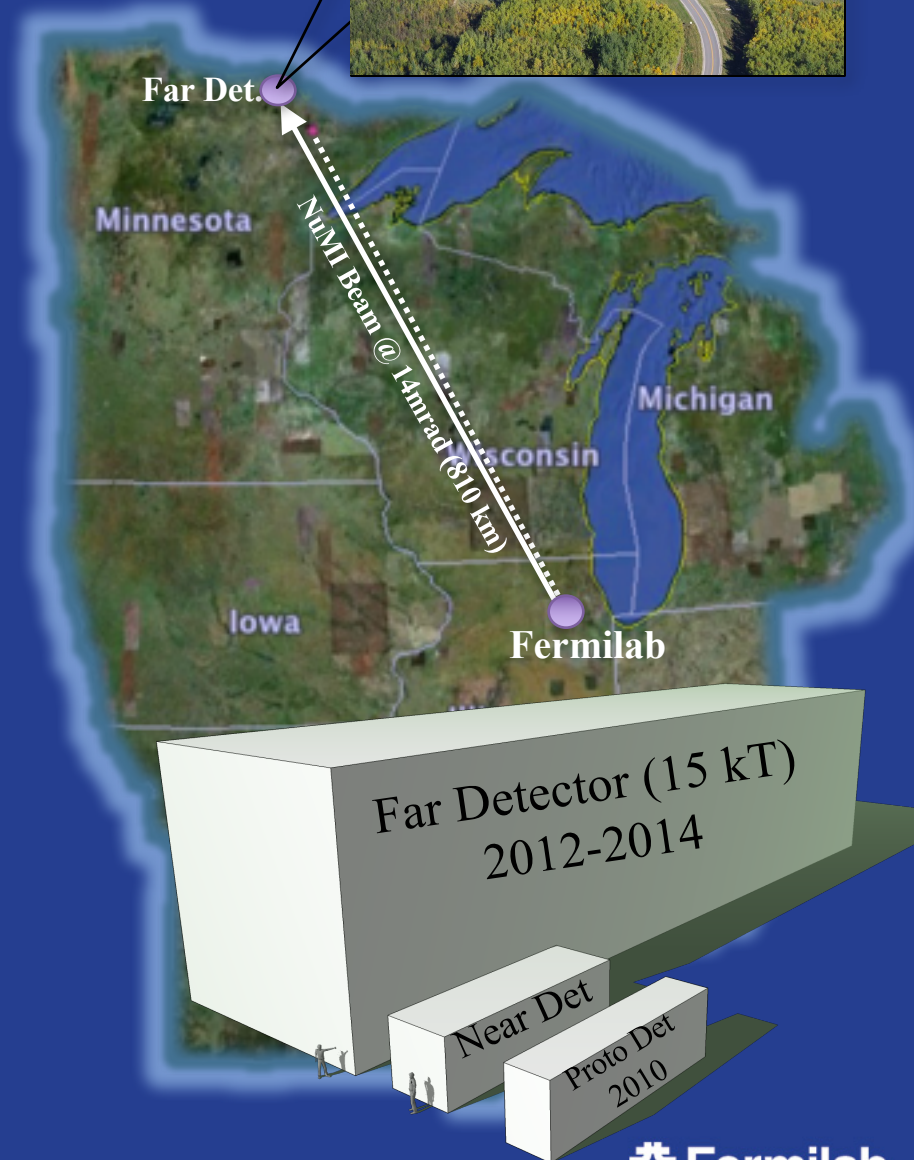 Far Det.
Minnesota
NuMI Beam @ 14mrad (810 km)
Michigan
Wisconsin
Iowa
Fermilab
Far Detector (15 kT)
2012-2014
Near Det
Proto Det
2010
Fermilab